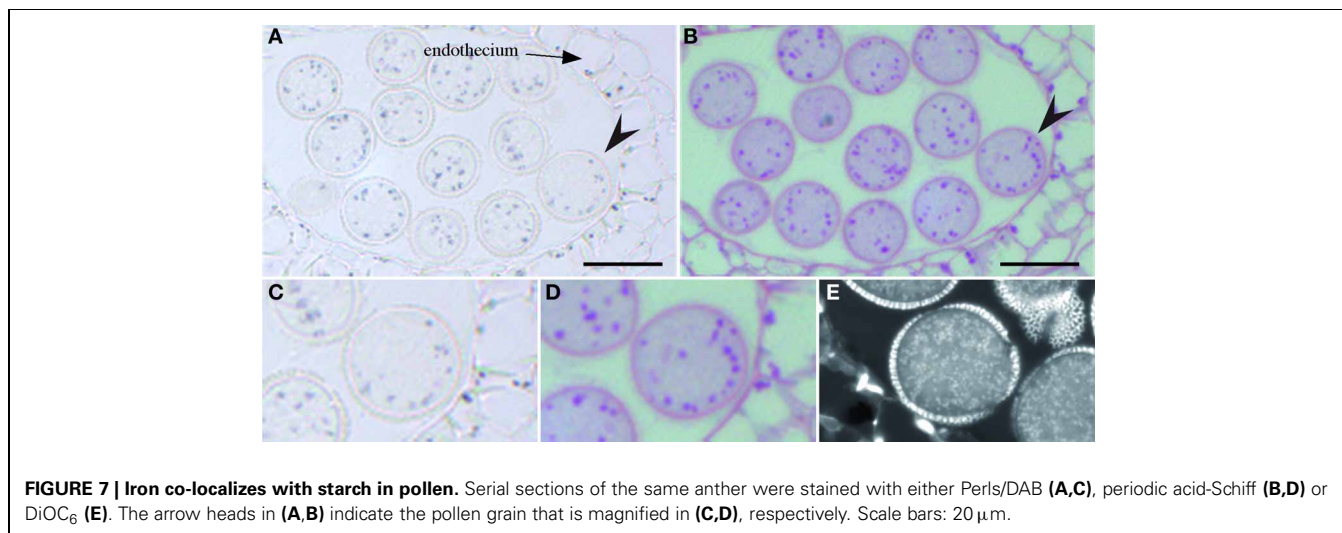 A
endothecium
B
C
D
E
FIGURE 7 | Iron co-localizes with starch in pollen. Serial sections of the same anther were stained with either Perls/DAB (A,C), periodic acid-Schiff (B,D) or
DiOC₆ (E). The arrow heads in (A,B) indicate the pollen grain that is magnified in (C,D), respectively. Scale bars: 20 μm.